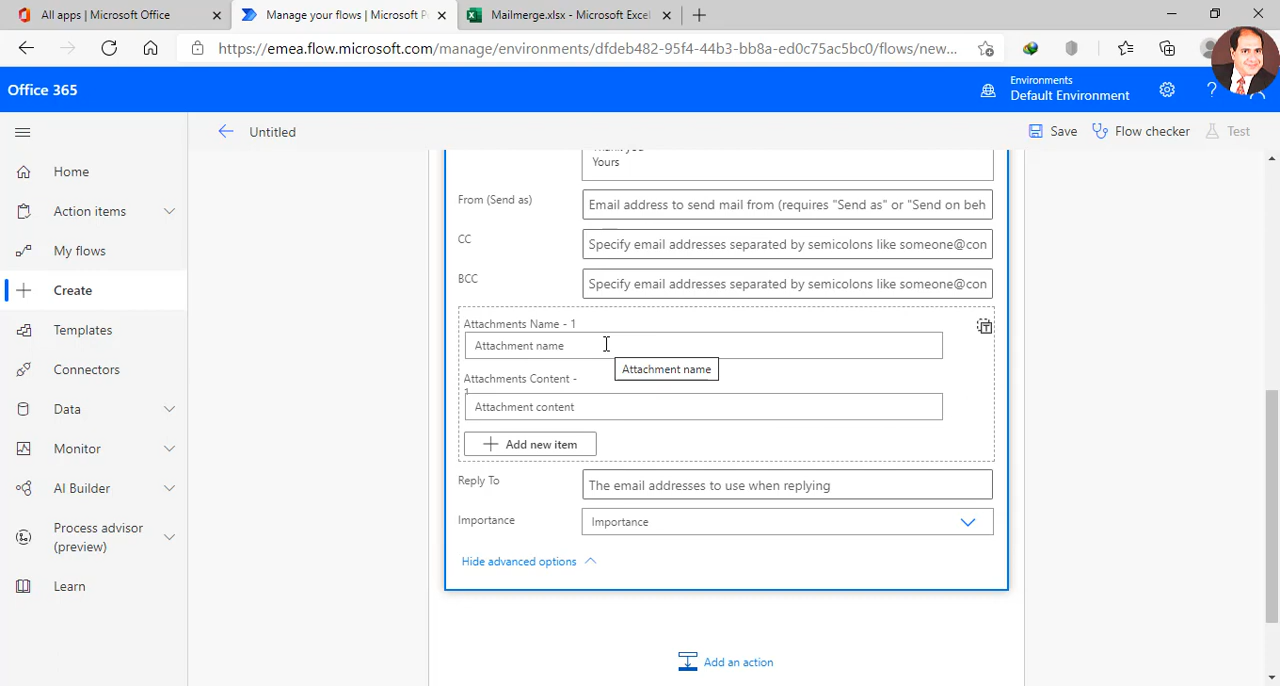 All apps | Microsoft Office
Manage your flows | Microsoft P
Mailmerge.xlsx - Microsoft Excel
https://emea.flow.microsoft.com/manage/environments/dfdeb482-95f4-44b3-bb8a-ed0c75ac5bc0/flows/new...
Office 365
Environments
Default Environment
?
Untitled
Save
Flow checker
Test
Home
Action items
My flows
Create
Templates
Connectors
Data
Monitor
AI Builder
Process advisor
(preview)
Learn
Yours
From (Send as)
Email address to send mail from (requires "Send as" or "Send on beh
CC
Specify email addresses separated by semicolons like someone@con
BCC
Specify email addresses separated by semicolons like someone@con
Attachments Name - 1
Attachment name
Attachment name
Attachments Content -
1
Attachment content
Add new item
Reply To
The email addresses to use when replying
Importance
Importance
Hide advanced options
Add an action